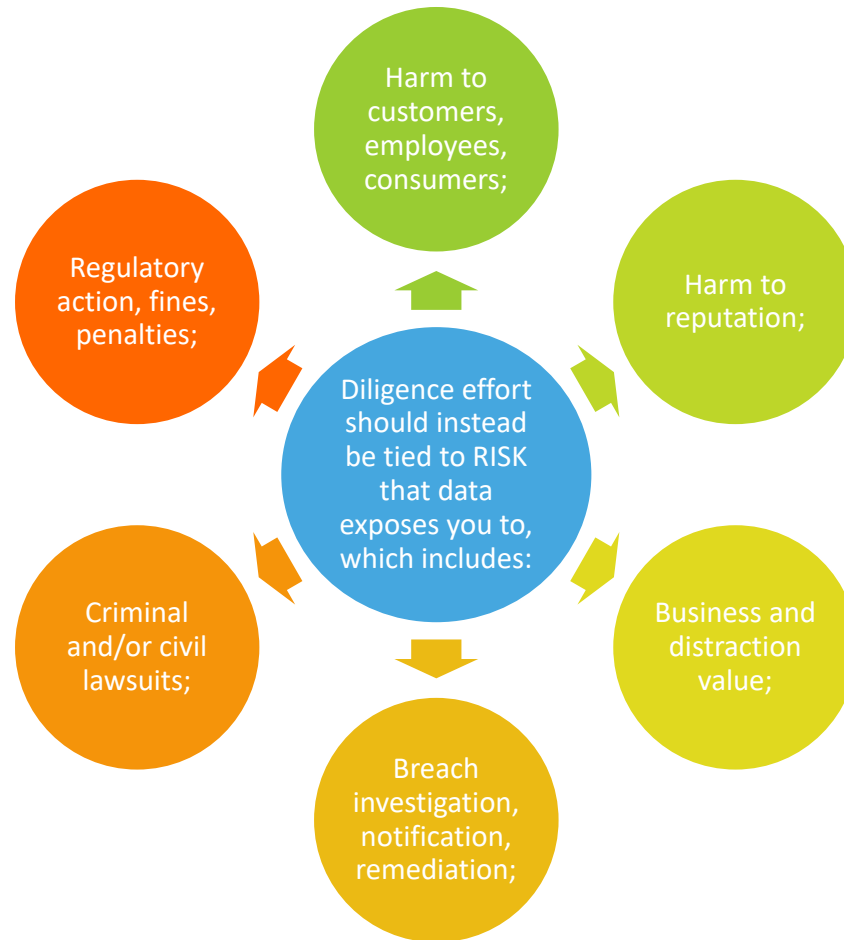 Harm to
customers,
employees,
consumers;
Harm to
reputation;
Business and
distraction
value;
Breach
investigation,
notification,
remediation;
Criminal
and/or civil
lawsuits;
Regulatory
action, fines,
penalties;
Diligence effort
should instead
be tied to RISK
that data
exposes you to,
which includes: